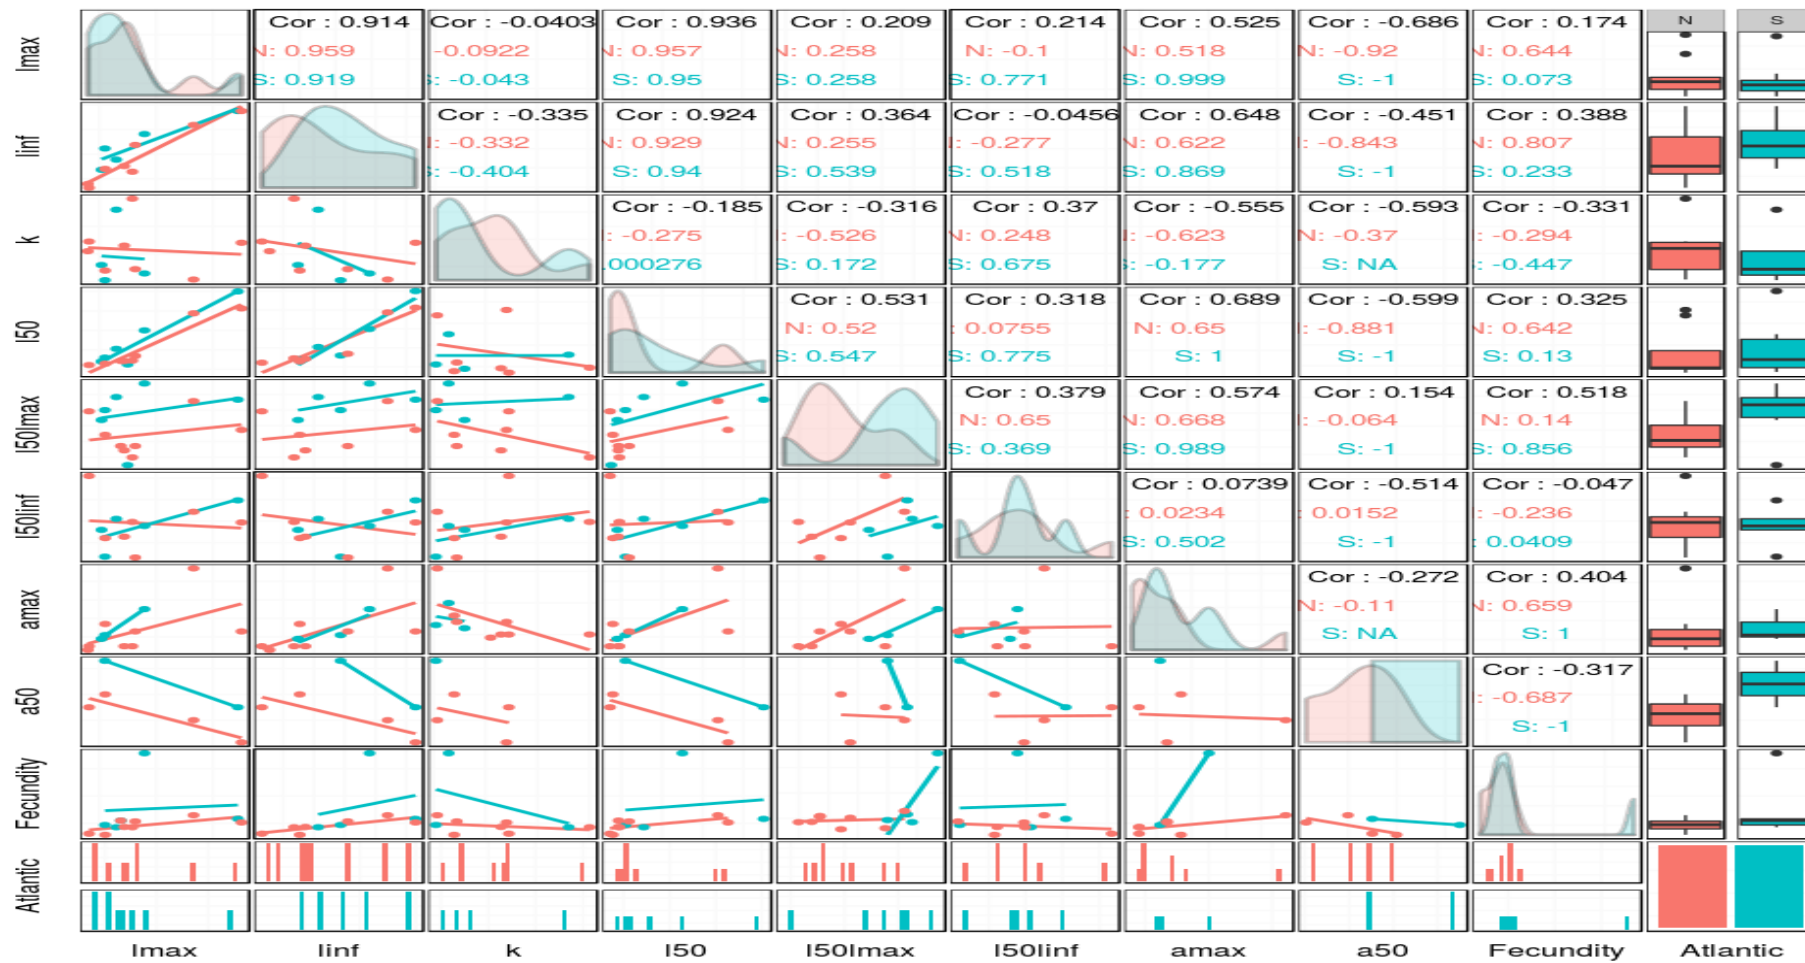 lmax
Cor : 0.914
N: 0.959
S: 0.919
Cor : -0.0403
-0.0922
: -0.043
Cor : 0.936
N: 0.957
S: 0.95
Cor : 0.209
N: 0.258
S: 0.258
Cor : 0.214
N: -0.1
S: 0.771
Cor : 0.525
N: 0.518
S: 0.999
Cor : -0.686
N: -0.92
S: -1
Cor : 0.174
N: 0.644
S: 0.073
N
S
linf
Cor : -0.335
: -0.332
: -0.404
Cor : 0.924
N: 0.929
S: 0.94
Cor : 0.364
N: 0.255
S: 0.539
Cor : -0.0456
: -0.277
S: 0.518
Cor : 0.648
N: 0.622
S: 0.869
Cor : -0.451
: -0.843
S: -1
Cor : 0.388
N: 0.807
S: 0.233
k
Cor : -0.185
: -0.275
.000276
Cor : -0.316
: -0.526
S: 0.172
Cor : 0.37
N: 0.248
S: 0.675
Cor : -0.555
: -0.623
: -0.177
Cor : -0.593
N: -0.37
S: NA
Cor : -0.331
: -0.294
: -0.447
l50
Cor : 0.531
N: 0.52
S: 0.547
Cor : 0.318
: 0.0755
S: 0.775
Cor : 0.689
N: 0.65
S: 1
Cor : -0.599
: -0.881
S: -1
Cor : 0.325
N: 0.642
S: 0.13
l50lmax
Cor : 0.379
N: 0.65
S: 0.369
Cor : 0.574
N: 0.668
S: 0.989
Cor : 0.154
: -0.064
S: -1
Cor : 0.518
N: 0.14
S: 0.856
l50linf
Cor : 0.0739
: 0.0234
S: 0.502
Cor : -0.514
: 0.0152
S: -1
Cor : -0.047
: -0.236
: 0.0409
amax
Cor : -0.272
N: -0.11
S: NA
Cor : 0.404
N: 0.659
S: 1
a50
Cor : -0.317
: -0.687
S: -1
Fecundity
Atlantic
lmax
linf
k
l50
l50lmax
l50linf
amax
a50
Fecundity
Atlantic